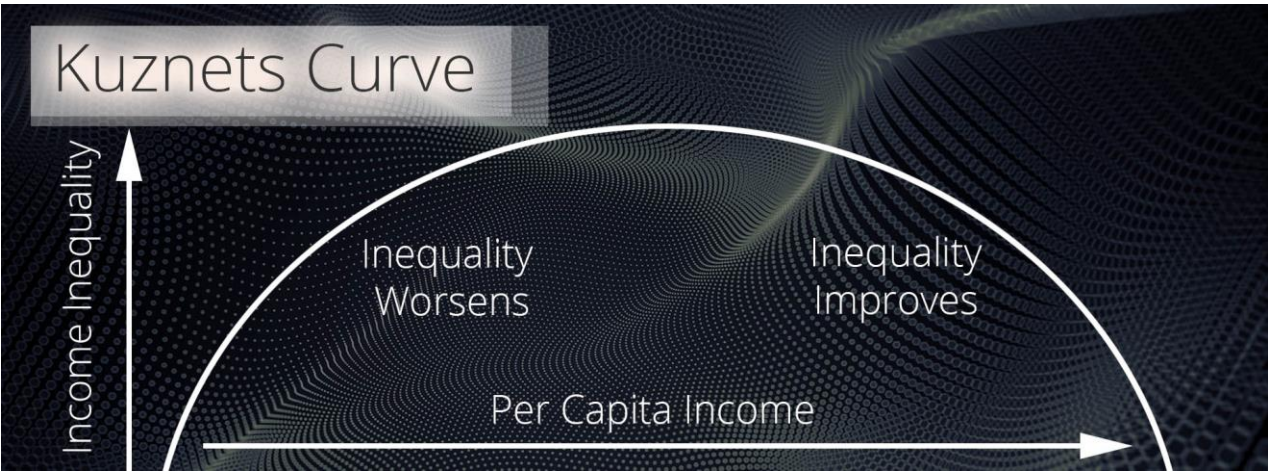 Kuznets Curve
Income Inequality
Inequality
Worsens
Inequality
Improves
Per Capita Income